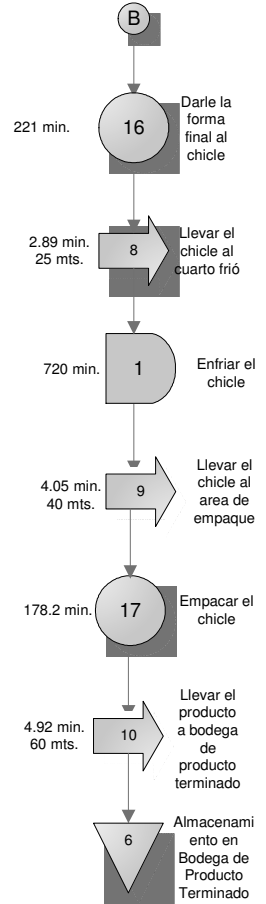 B
221 min.
16
Darle la
forma
final al
chicle
2.89 min.
25 mts.
8
Llevar el
chicle al
cuarto frió
720 min.
1
Enfriar el
chicle
4.05 min.
40 mts.
9
Llevar el
chicle al
area de
empaque
178.2 min.
17
Empacar el
chicle
4.92 min.
60 mts.
10
Llevar el
producto
a bodega
de
producto
terminado
6
Almacenami
ento en
Bodega de
Producto
Terminado